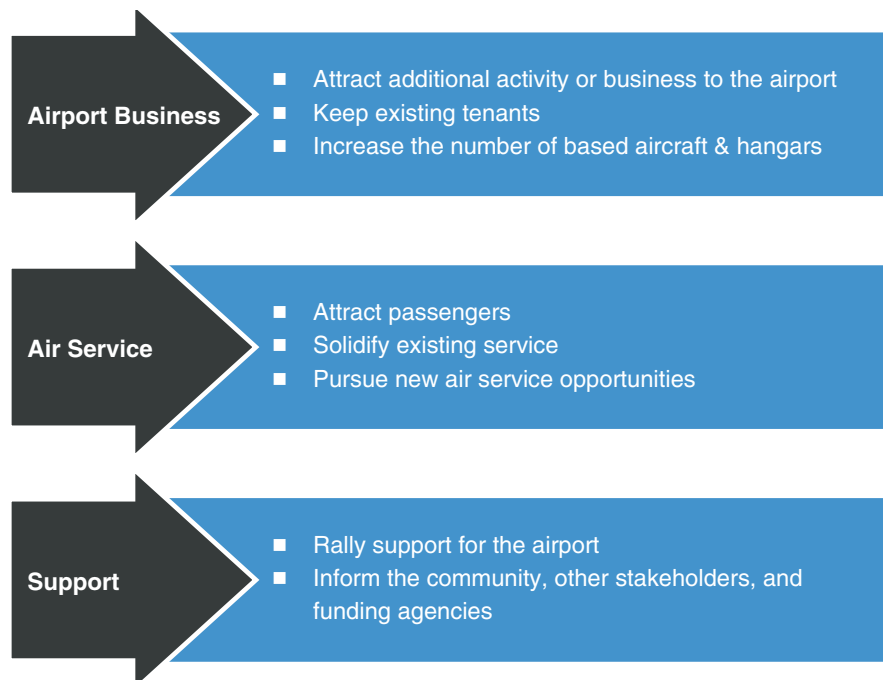 Airport Business
■ Attract additional activity or business to the airport
■ Keep existing tenants
■ Increase the number of based aircraft & hangars
Air Service
■ Attract passengers
■ Solidify existing service
■ Pursue new air service opportunities
Support
■ Rally support for the airport
■ Inform the community, other stakeholders, and
funding agencies